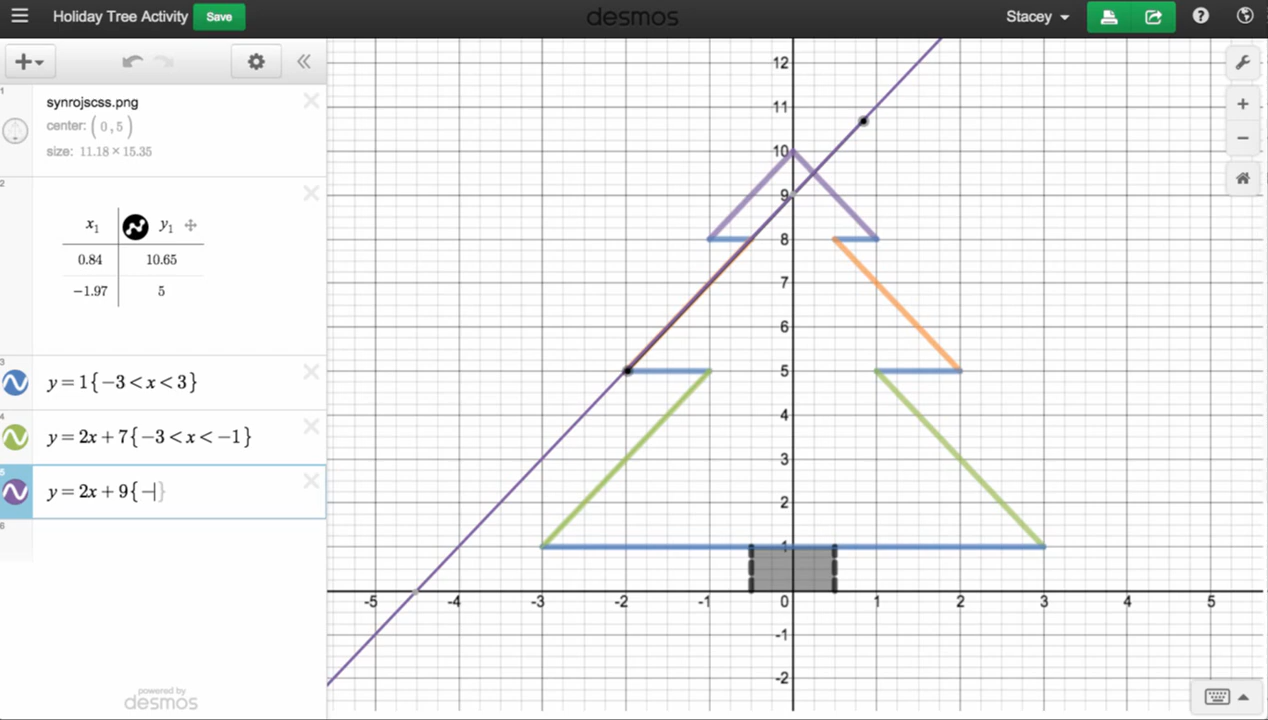 Holiday Tree Activity Save desmos Stacey ?
1
synrojscss.png
center: (0,5)
size: 11.18 × 15.35
2
x₁ y₁
0.84 10.65
−1.97 5
3
y = 1{−3 < x < 3}
4
y = 2x + 7{−3 < x < −1}
5
y = 2x + 9{−}
6
powered by
desmos
12
11
10
9
8
7
6
5
4
3
2
1
-5 -4 -3 -2 -1 0 1 2 3 4 5
-1
-2